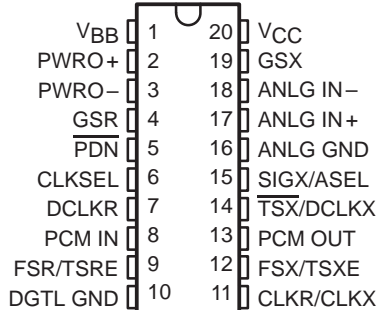 VBB 1 20 VCC
PWRO+ 2 19 GSX
PWRO− 3 18 ANLG IN−
GSR 4 17 ANLG IN+
PDN 5 16 ANLG GND
CLKSEL 6 15 SIGX/ASEL
DCLKR 7 14 TSX/DCLKX
PCM IN 8 13 PCM OUT
FSR/TSRE 9 12 FSX/TSXE
DGTL GND 10 11 CLKR/CLKX